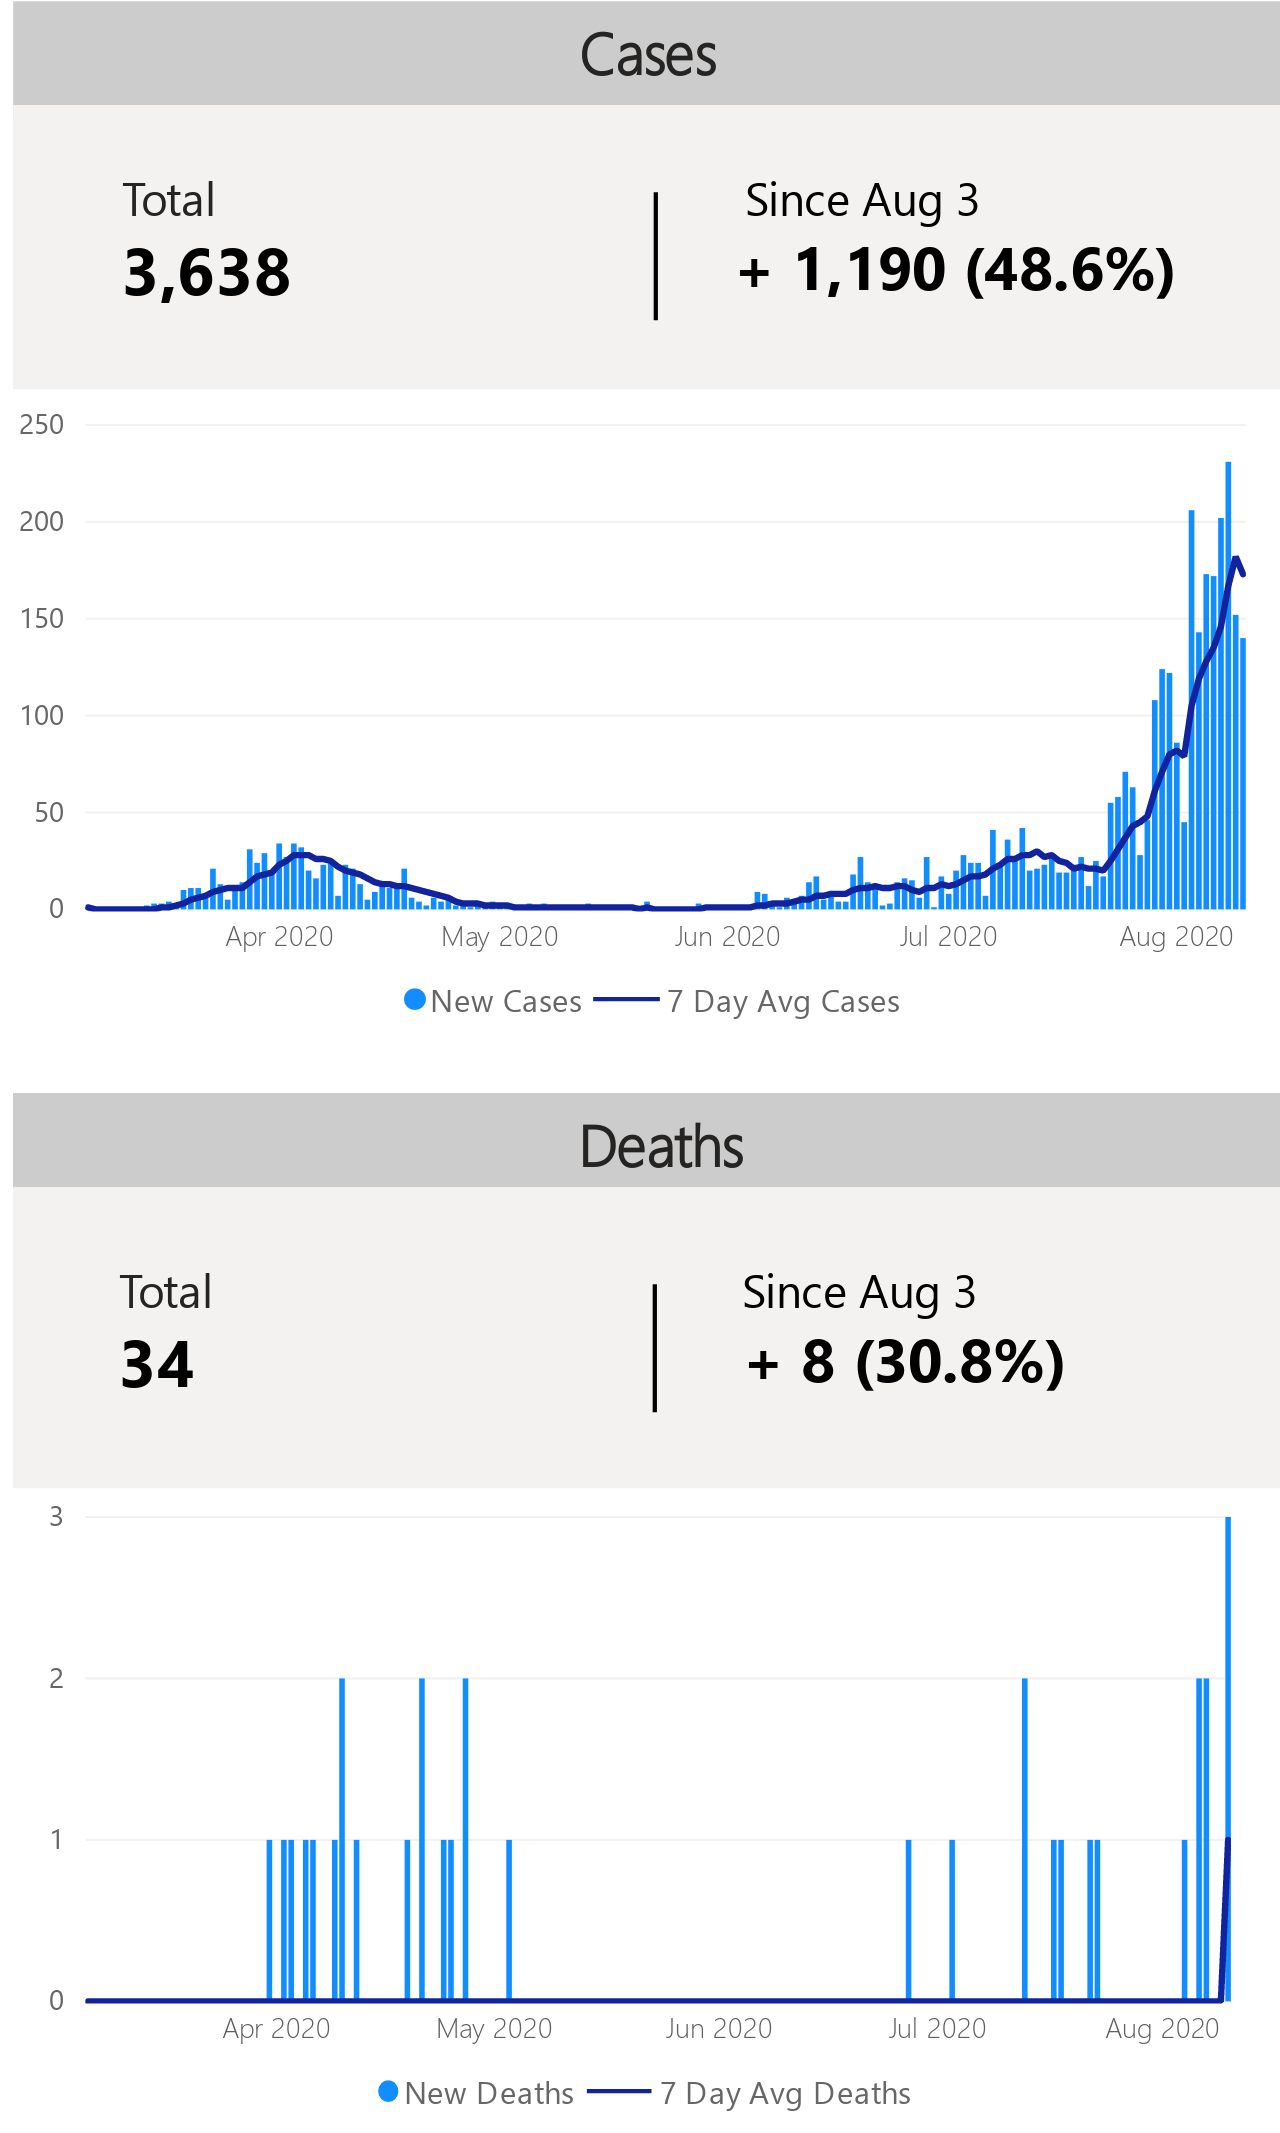 Cases
Total
Since Aug 3
3,638
+ 1,190 (48.6%)
250
200
150
100
50
0
Apr 2020
May 2020
Jun 2020
Jul 2020
Aug 2020
New Cases
7 Day Avg Cases
Deaths
Total
Since Aug 3
34
+ 8 (30.8%)
3
2
1
0
Apr 2020
May 2020
Jun 2020
Jul 2020
Aug 2020
New Deaths
7 Day Avg Deaths